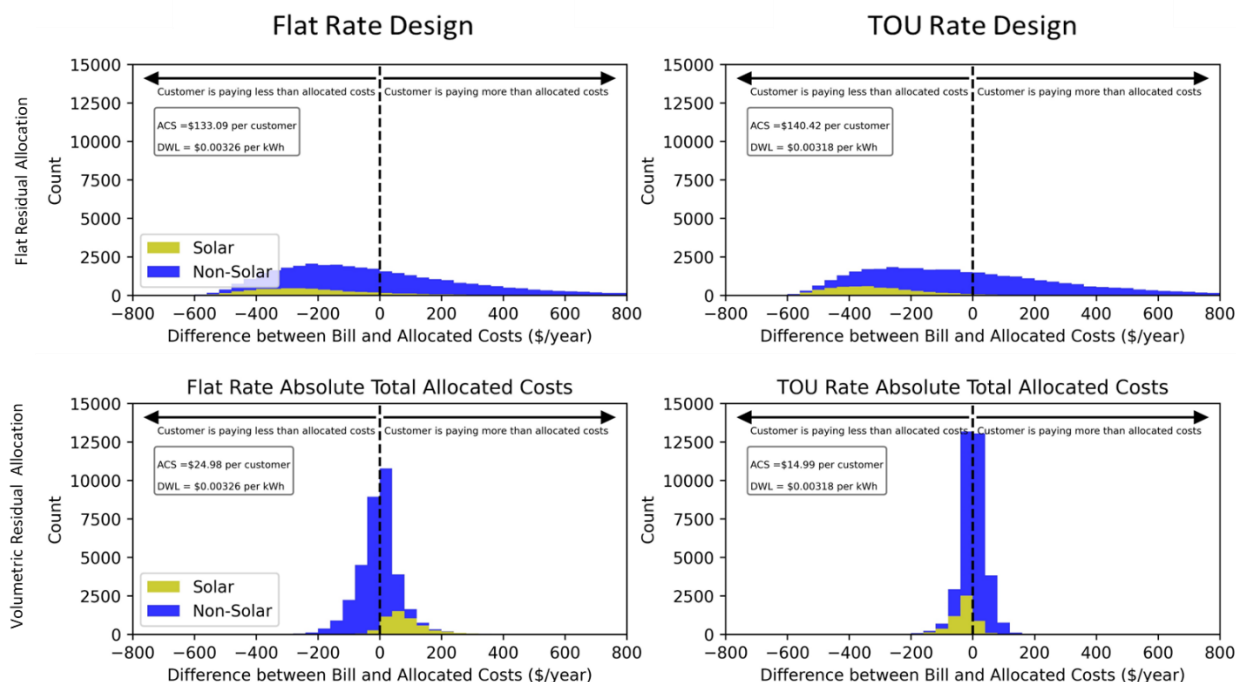 Flat Rate Design
TOU Rate Design
Flat Residual Allocation
Count
15000
12500
10000
7500
5000
2500
0
Customer is paying less than allocated costs
Customer is paying more than allocated costs
ACS =$133.09 per customer
DWL = $0.00326 per kWh
Solar
Non-Solar
−800 −600 −400 −200 0 200 400 600 800
Difference between Bill and Allocated Costs ($/year)
Count
15000
12500
10000
7500
5000
2500
0
Customer is paying less than allocated costs
Customer is paying more than allocated costs
ACS =$140.42 per customer
DWL = $0.00318 per kWh
−800 −600 −400 −200 0 200 400 600 800
Difference between Bill and Allocated Costs ($/year)
Volumetric Residual Allocation
Flat Rate Absolute Total Allocated Costs
Count
15000
12500
10000
7500
5000
2500
0
Customer is paying less than allocated costs
Customer is paying more than allocated costs
ACS =$24.98 per customer
DWL = $0.00326 per kWh
Solar
Non-Solar
−800 −600 −400 −200 0 200 400 600 800
Difference between Bill and Allocated Costs ($/year)
TOU Rate Absolute Total Allocated Costs
Count
15000
12500
10000
7500
5000
2500
0
Customer is paying less than allocated costs
Customer is paying more than allocated costs
ACS =$14.99 per customer
DWL = $0.00318 per kWh
−800 −600 −400 −200 0 200 400 600 800
Difference between Bill and Allocated Costs ($/year)